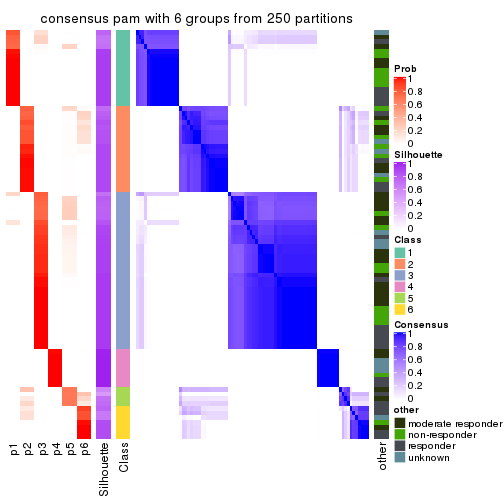 consensus pam with 6 groups from 250 partitions
Prob
1
0.8
0.6
0.4
0.2
0
Silhouette
1
0.8
0.6
0.4
0.2
0
Class
1
2
3
4
5
6
Consensus
1
0.8
0.6
0.4
0.2
0
other
moderate responder
non-responder
responder
unknown
p1
p2
p3
p4
p5
p6
Silhouette
Class
other